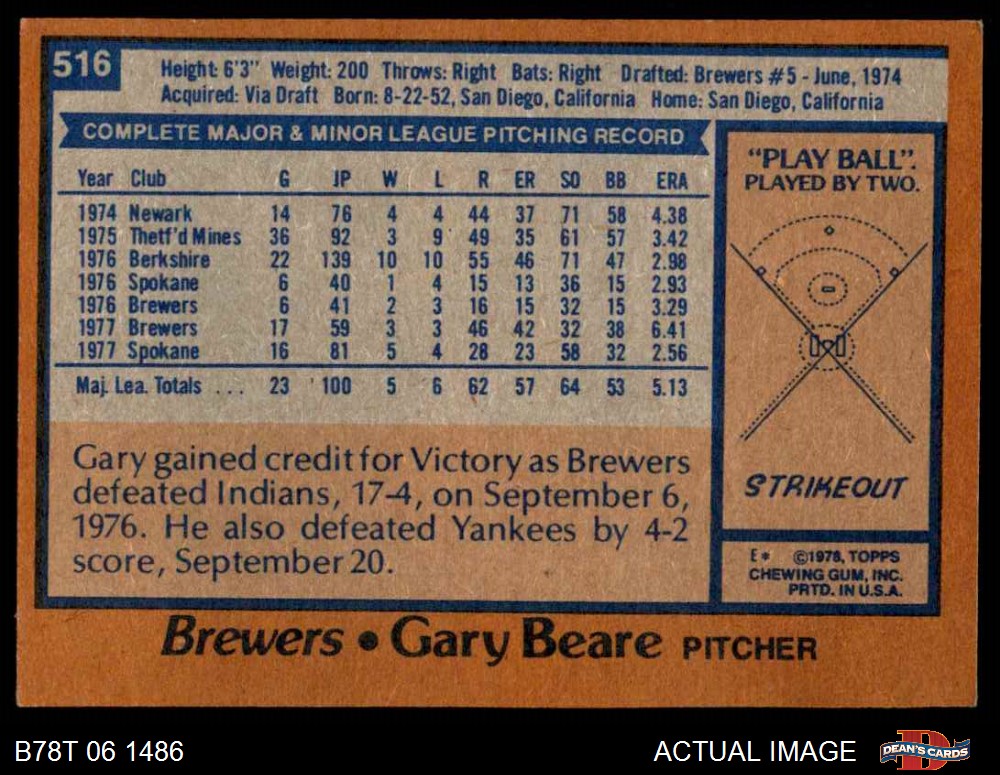 516
Height: 6'3" Weight: 200 Throws: Right Bats: Right Drafted: Brewers #5 - June, 1974
Acquired: Via Draft Born: 8-22-52, San Diego, California Home: San Diego, California
COMPLETE MAJOR & MINOR LEAGUE PITCHING RECORD
Year Club G IP W L R ER SO BB ERA
1974 Newark 14 76 4 4 44 37 71 58 4.38
1975 Thetf'd Mines 36 92 3 9 49 35 61 57 3.42
1976 Berkshire 22 139 10 10 55 46 71 47 2.98
1976 Spokane 6 40 1 4 15 13 36 15 2.93
1976 Brewers 6 41 2 3 16 15 32 15 3.29
1977 Brewers 17 59 3 3 46 42 32 38 6.41
1977 Spokane 16 81 5 4 28 23 58 32 2.56
Maj. Lea. Totals ... 23 100 5 6 62 57 64 53 5.13
Gary gained credit for Victory as Brewers
defeated Indians, 17-4, on September 6,
1976. He also defeated Yankees by 4-2
score, September 20.
"PLAY BALL".
PLAYED BY TWO.
STRIKEOUT
E* ©1978, TOPPS
CHEWING GUM, INC.
PRTD. IN U.S.A.
Brewers • Gary Beare PITCHER
B78T 06 1486
ACTUAL IMAGE
DEAN'S CARDS